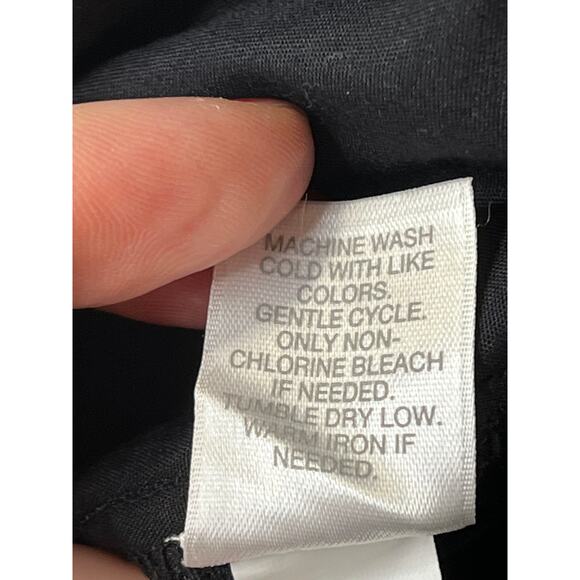 MACHINE WASH
COLD WITH LIKE
COLORS.
GENTLE CYCLE.
ONLY NON-
CHLORINE BLEACH
IF NEEDED.
TUMBLE DRY LOW.
WARM IRON IF
NEEDED.